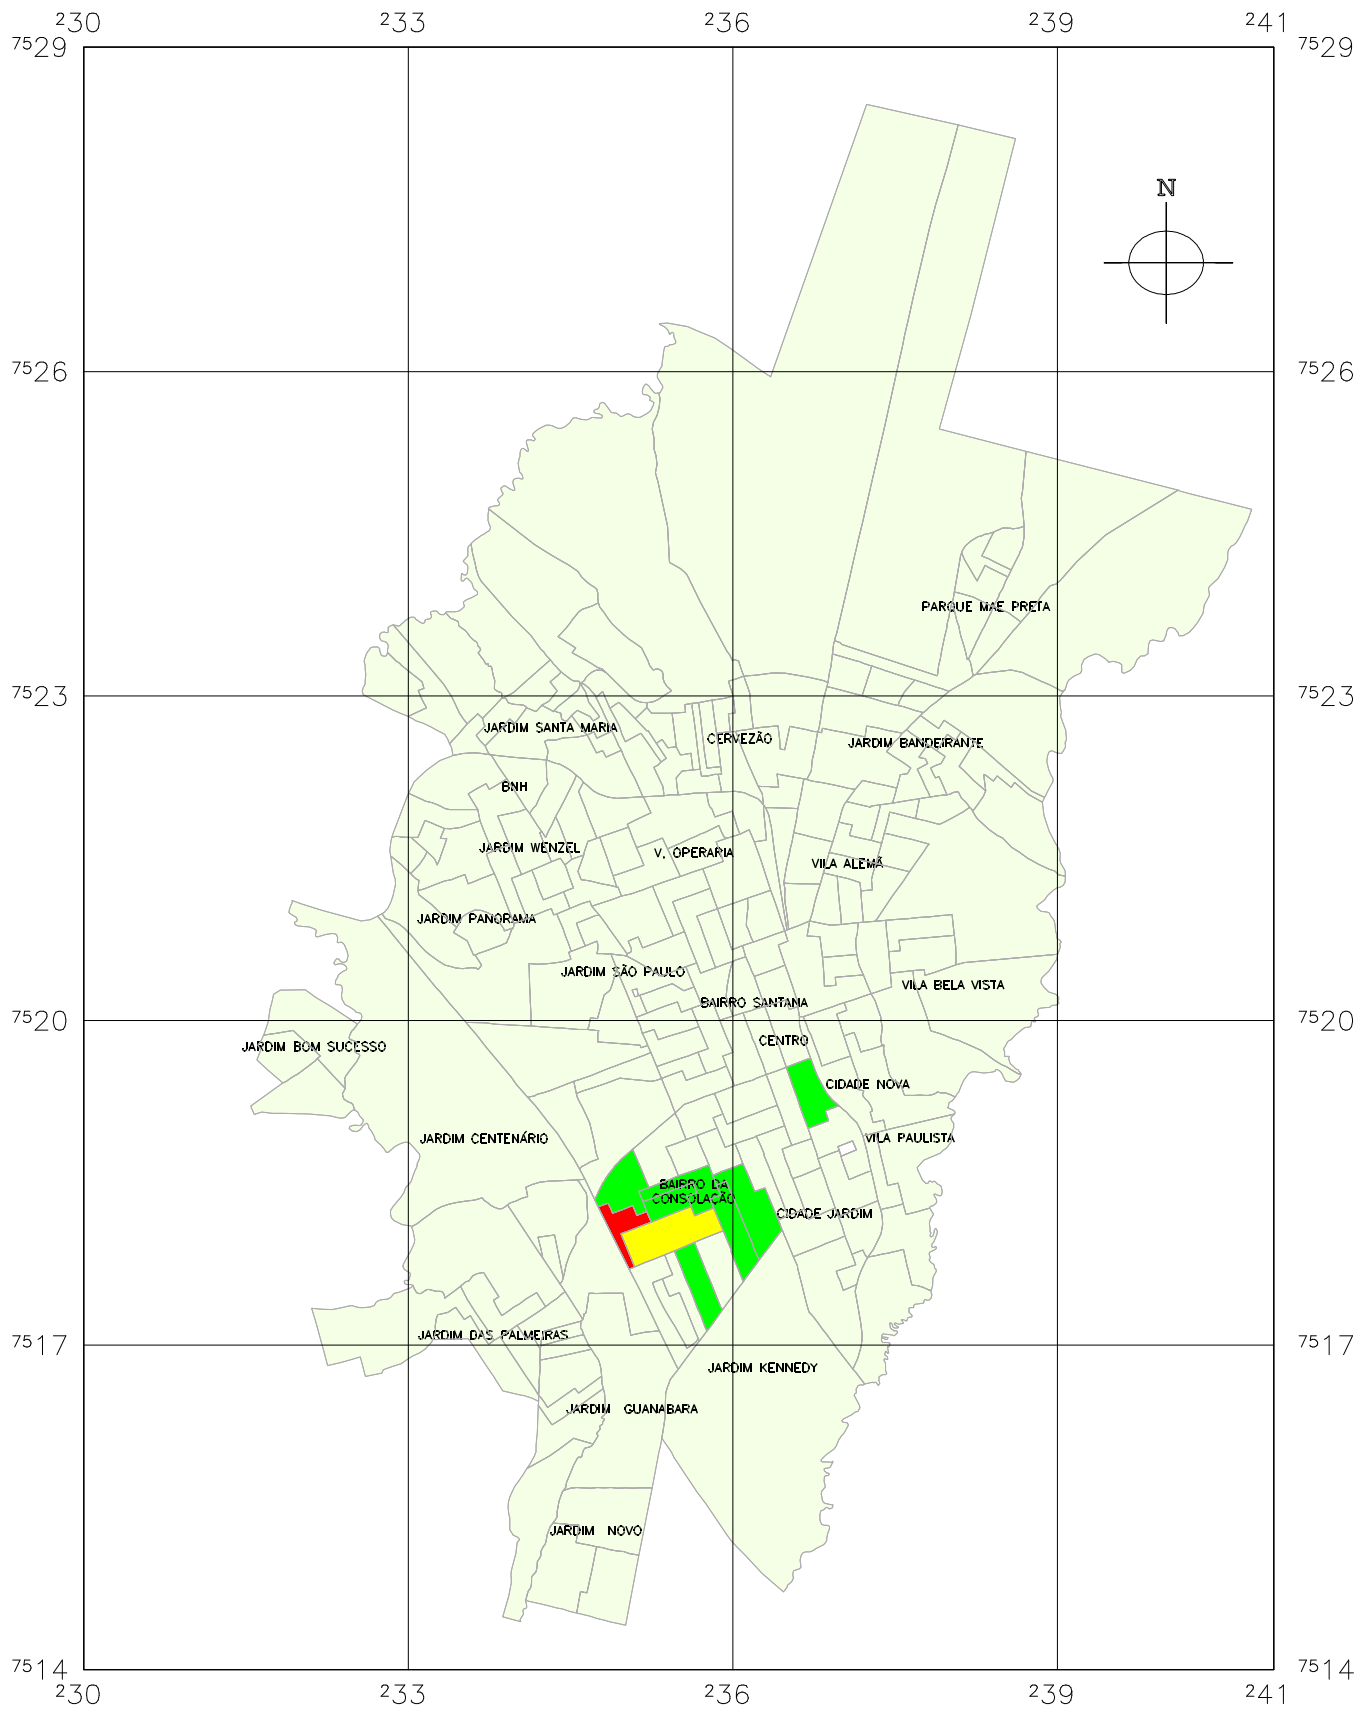 ²30 ²33 ²36 ²39 ²41
⁷⁵29 ⁷⁵29
N
⁷⁵26 ⁷⁵26
PARQUE MAE PRETA
⁷⁵23 ⁷⁵23
JARDIM SANTA MARIA
CERVEZÃO
JARDIM BANDEIRANTE
BNH
JARDIM WENZEL
V. OPERARIA
VILA ALEMÃ
JARDIM PANORAMA
JARDIM SÃO PAULO
VILA BELA VISTA
BAIRRO SANTANA
⁷⁵20 ⁷⁵20
CENTRO
JARDIM BOM SUCESSO
CIDADE NOVA
JARDIM CENTENÁRIO
VILA PAULISTA
BAIRRO DA
CONSOLAÇÃO
CIDADE JARDIM
JARDIM DAS PALMEIRAS
⁷⁵17 ⁷⁵17
JARDIM KENNEDY
JARDIM GUANABARA
JARDIM NOVO
⁷⁵14 ⁷⁵14
²30 ²33 ²36 ²39 ²41